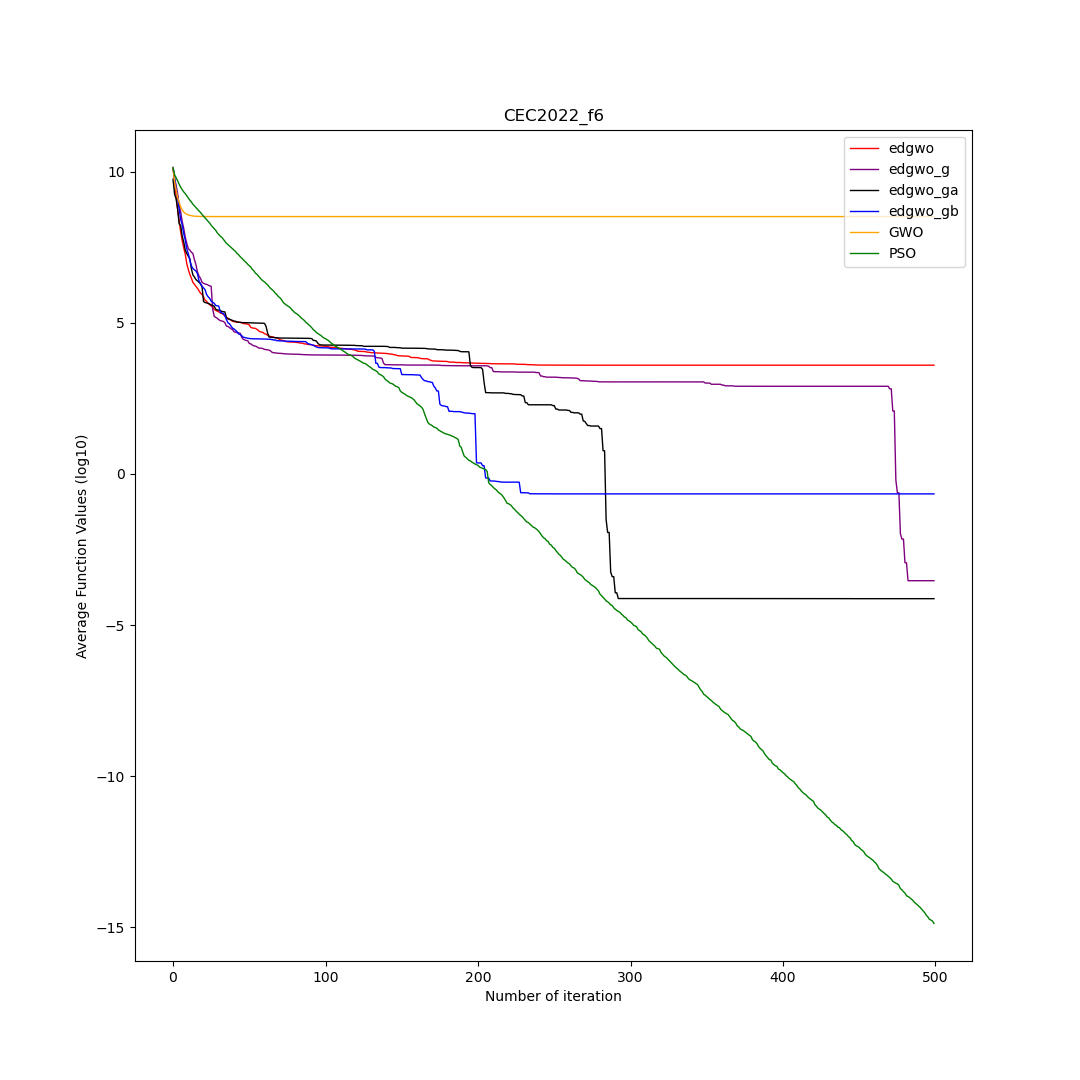 CEC2022_f6
edgwo
edgwo_g
edgwo_ga
edgwo_gb
GWO
PSO
Average Function Values (log10)
10
5
0
−5
−10
−15
0 100 200 300 400 500
Number of iteration